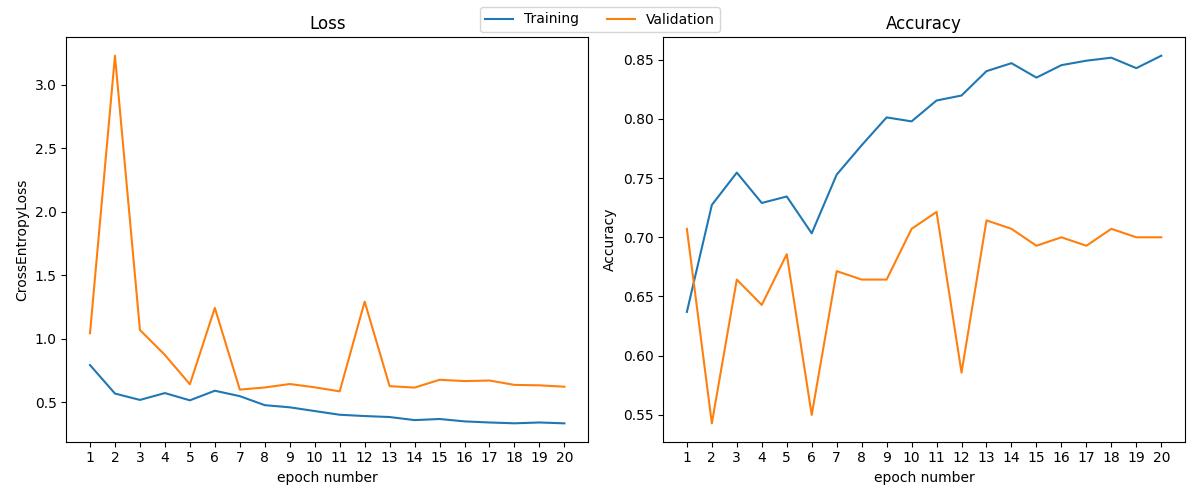 Training Validation
Loss
CrossEntropyLoss
3.0
2.5
2.0
1.5
1.0
0.5
1 2 3 4 5 6 7 8 9 10 11 12 13 14 15 16 17 18 19 20
epoch number
Accuracy
Accuracy
0.85
0.80
0.75
0.70
0.65
0.60
0.55
1 2 3 4 5 6 7 8 9 10 11 12 13 14 15 16 17 18 19 20
epoch number